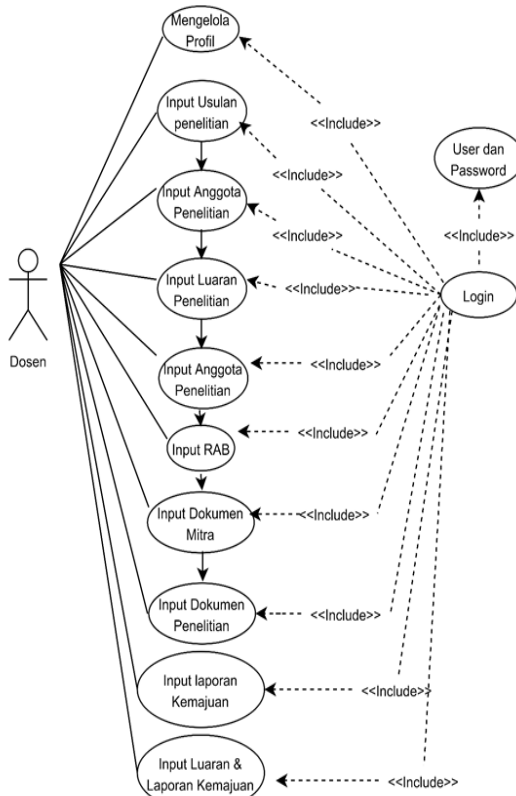 Mengelola
Profil
<<Include>>
Input Usulan
penelitian
<<Include>>
User dan
Password
Input Anggota
Penelitian
<<Include>>
<<Include>>
Dosen
Input Luaran
Penelitian
<<Include>>
Login
Input Anggota
Penelitian
<<Include>>
Input RAB
<<Include>>
Input Dokumen
Mitra
<<Include>>
Input Dokumen
Penelitian
<<Include>>
Input laporan
Kemajuan
<<Include>>
Input Luaran &
Laporan Kemajuan
<<Include>>